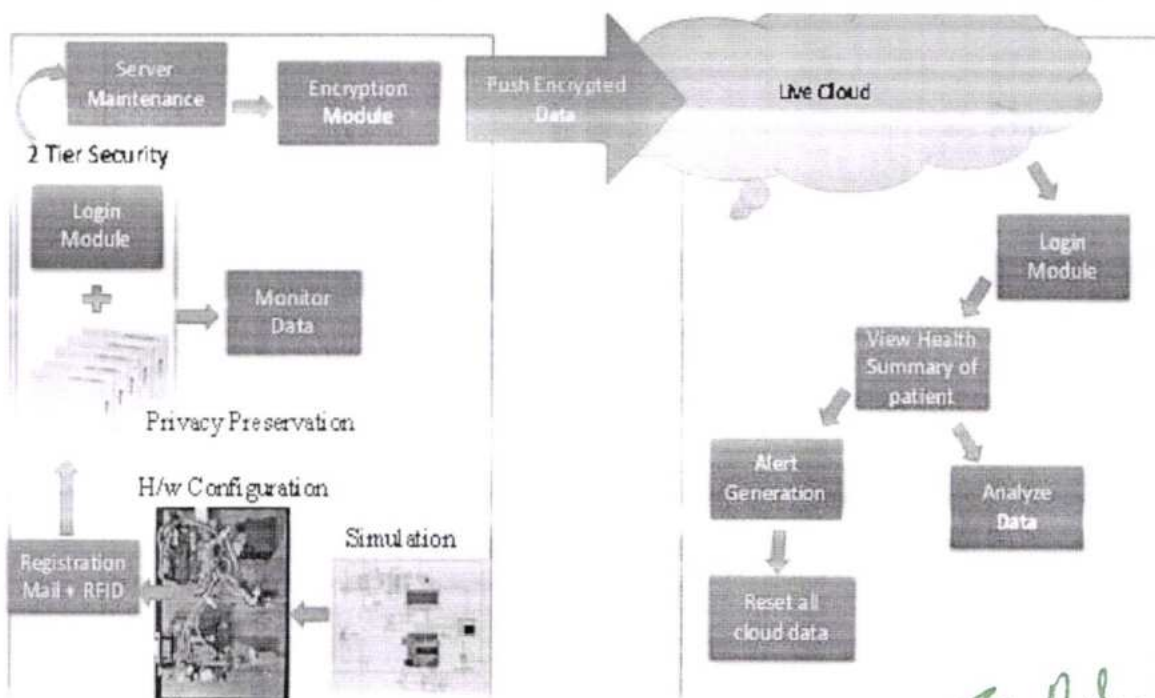 Server
Maintenance
Encryption
Module
Push Encrypted
Data
Live Cloud
2 Tier Security
Login
Module
Monitor
Data
Privacy Preservation
Login
Module
View Health
Summary of
patient
Alert
Generation
Analyze
Data
Reset all
cloud data
H/w Configuration
Simulation
Registration
Mail + RFID